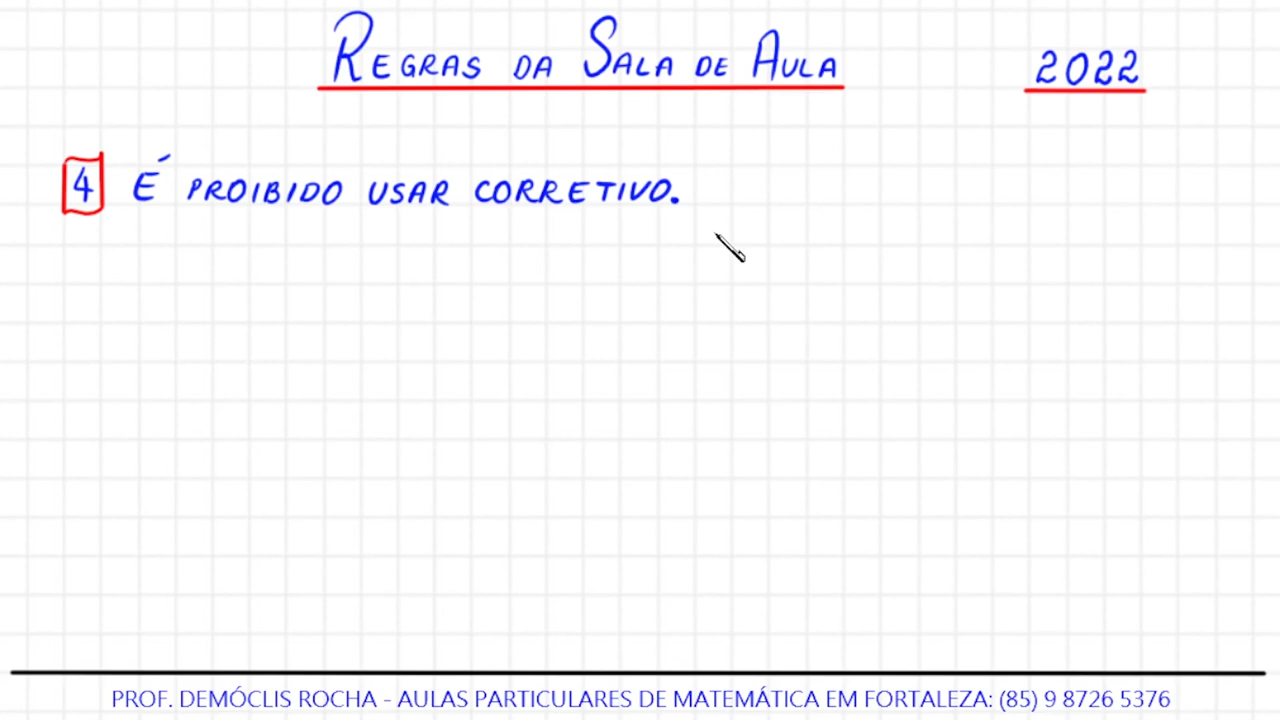 REGRAS DA SALA DE AULA 2022
4 É PROIBIDO USAR CORRETIVO.
PROF. DEMÓCLIS ROCHA - AULAS PARTICULARES DE MATEMÁTICA EM FORTALEZA: (85) 9 8726 5376